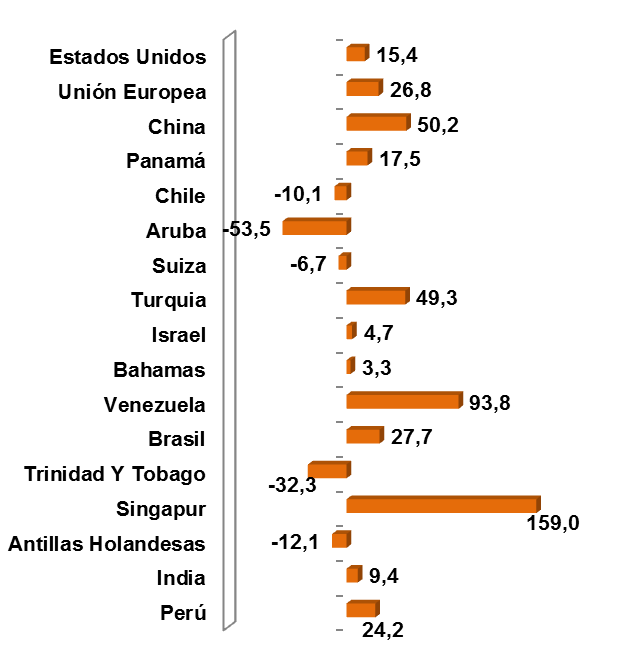 Estados Unidos 15,4
Unión Europea 26,8
China 50,2
Panamá 17,5
Chile -10,1
Aruba -53,5
Suiza -6,7
Turquia 49,3
Israel 4,7
Bahamas 3,3
Venezuela 93,8
Brasil 27,7
Trinidad Y Tobago -32,3
Singapur 159,0
Antillas Holandesas -12,1
India 9,4
Perú 24,2